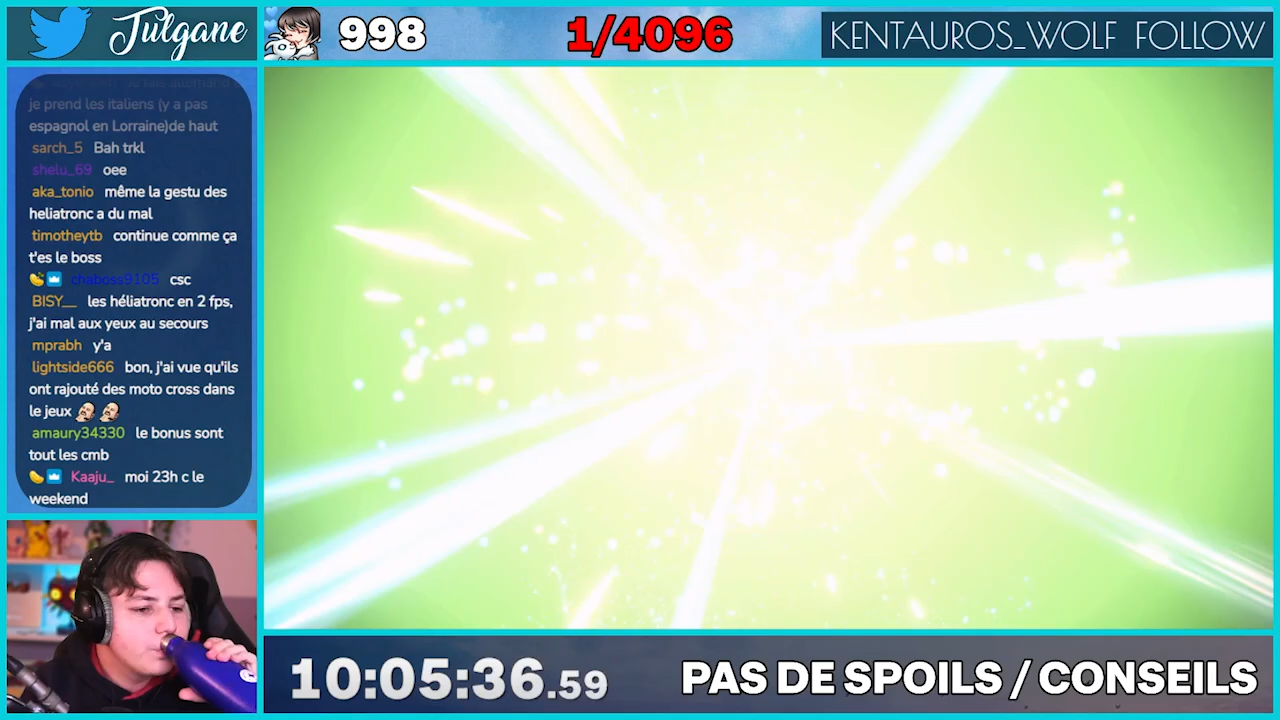 Julgane
998
1/4096
KENTAUROS_WOLF FOLLOW
je prend les italiens (y a pas
espagnol en Lorraine)de haut
sarch_5 Bah trkl
shelu_69 oee
aka_tonio même la gestu des
heliatronc a du mal
timotheytb continue comme ça
t'es le boss
chaboss9105 csc
BISY__ les héliatronc en 2 fps,
j'ai mal aux yeux au secours
mprabh y'a
lightside666 bon, j'ai vue qu'ils
ont rajouté des moto cross dans
le jeux
amaury34330 le bonus sont
tout les cmb
Kaaju_ moi 23h c le
weekend
10:05:36.59
PAS DE SPOILS / CONSEILS